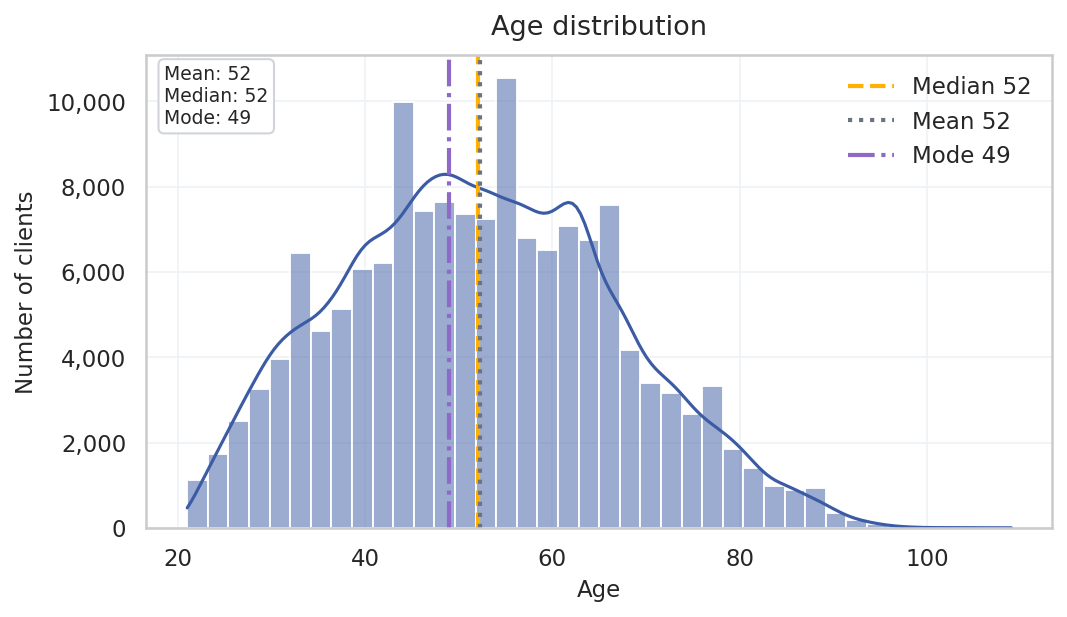 Age distribution
Mean: 52
Median: 52
Mode: 49
Median 52
Mean 52
Mode 49
Number of clients
10,000
8,000
6,000
4,000
2,000
0
20 40 60 80 100
Age